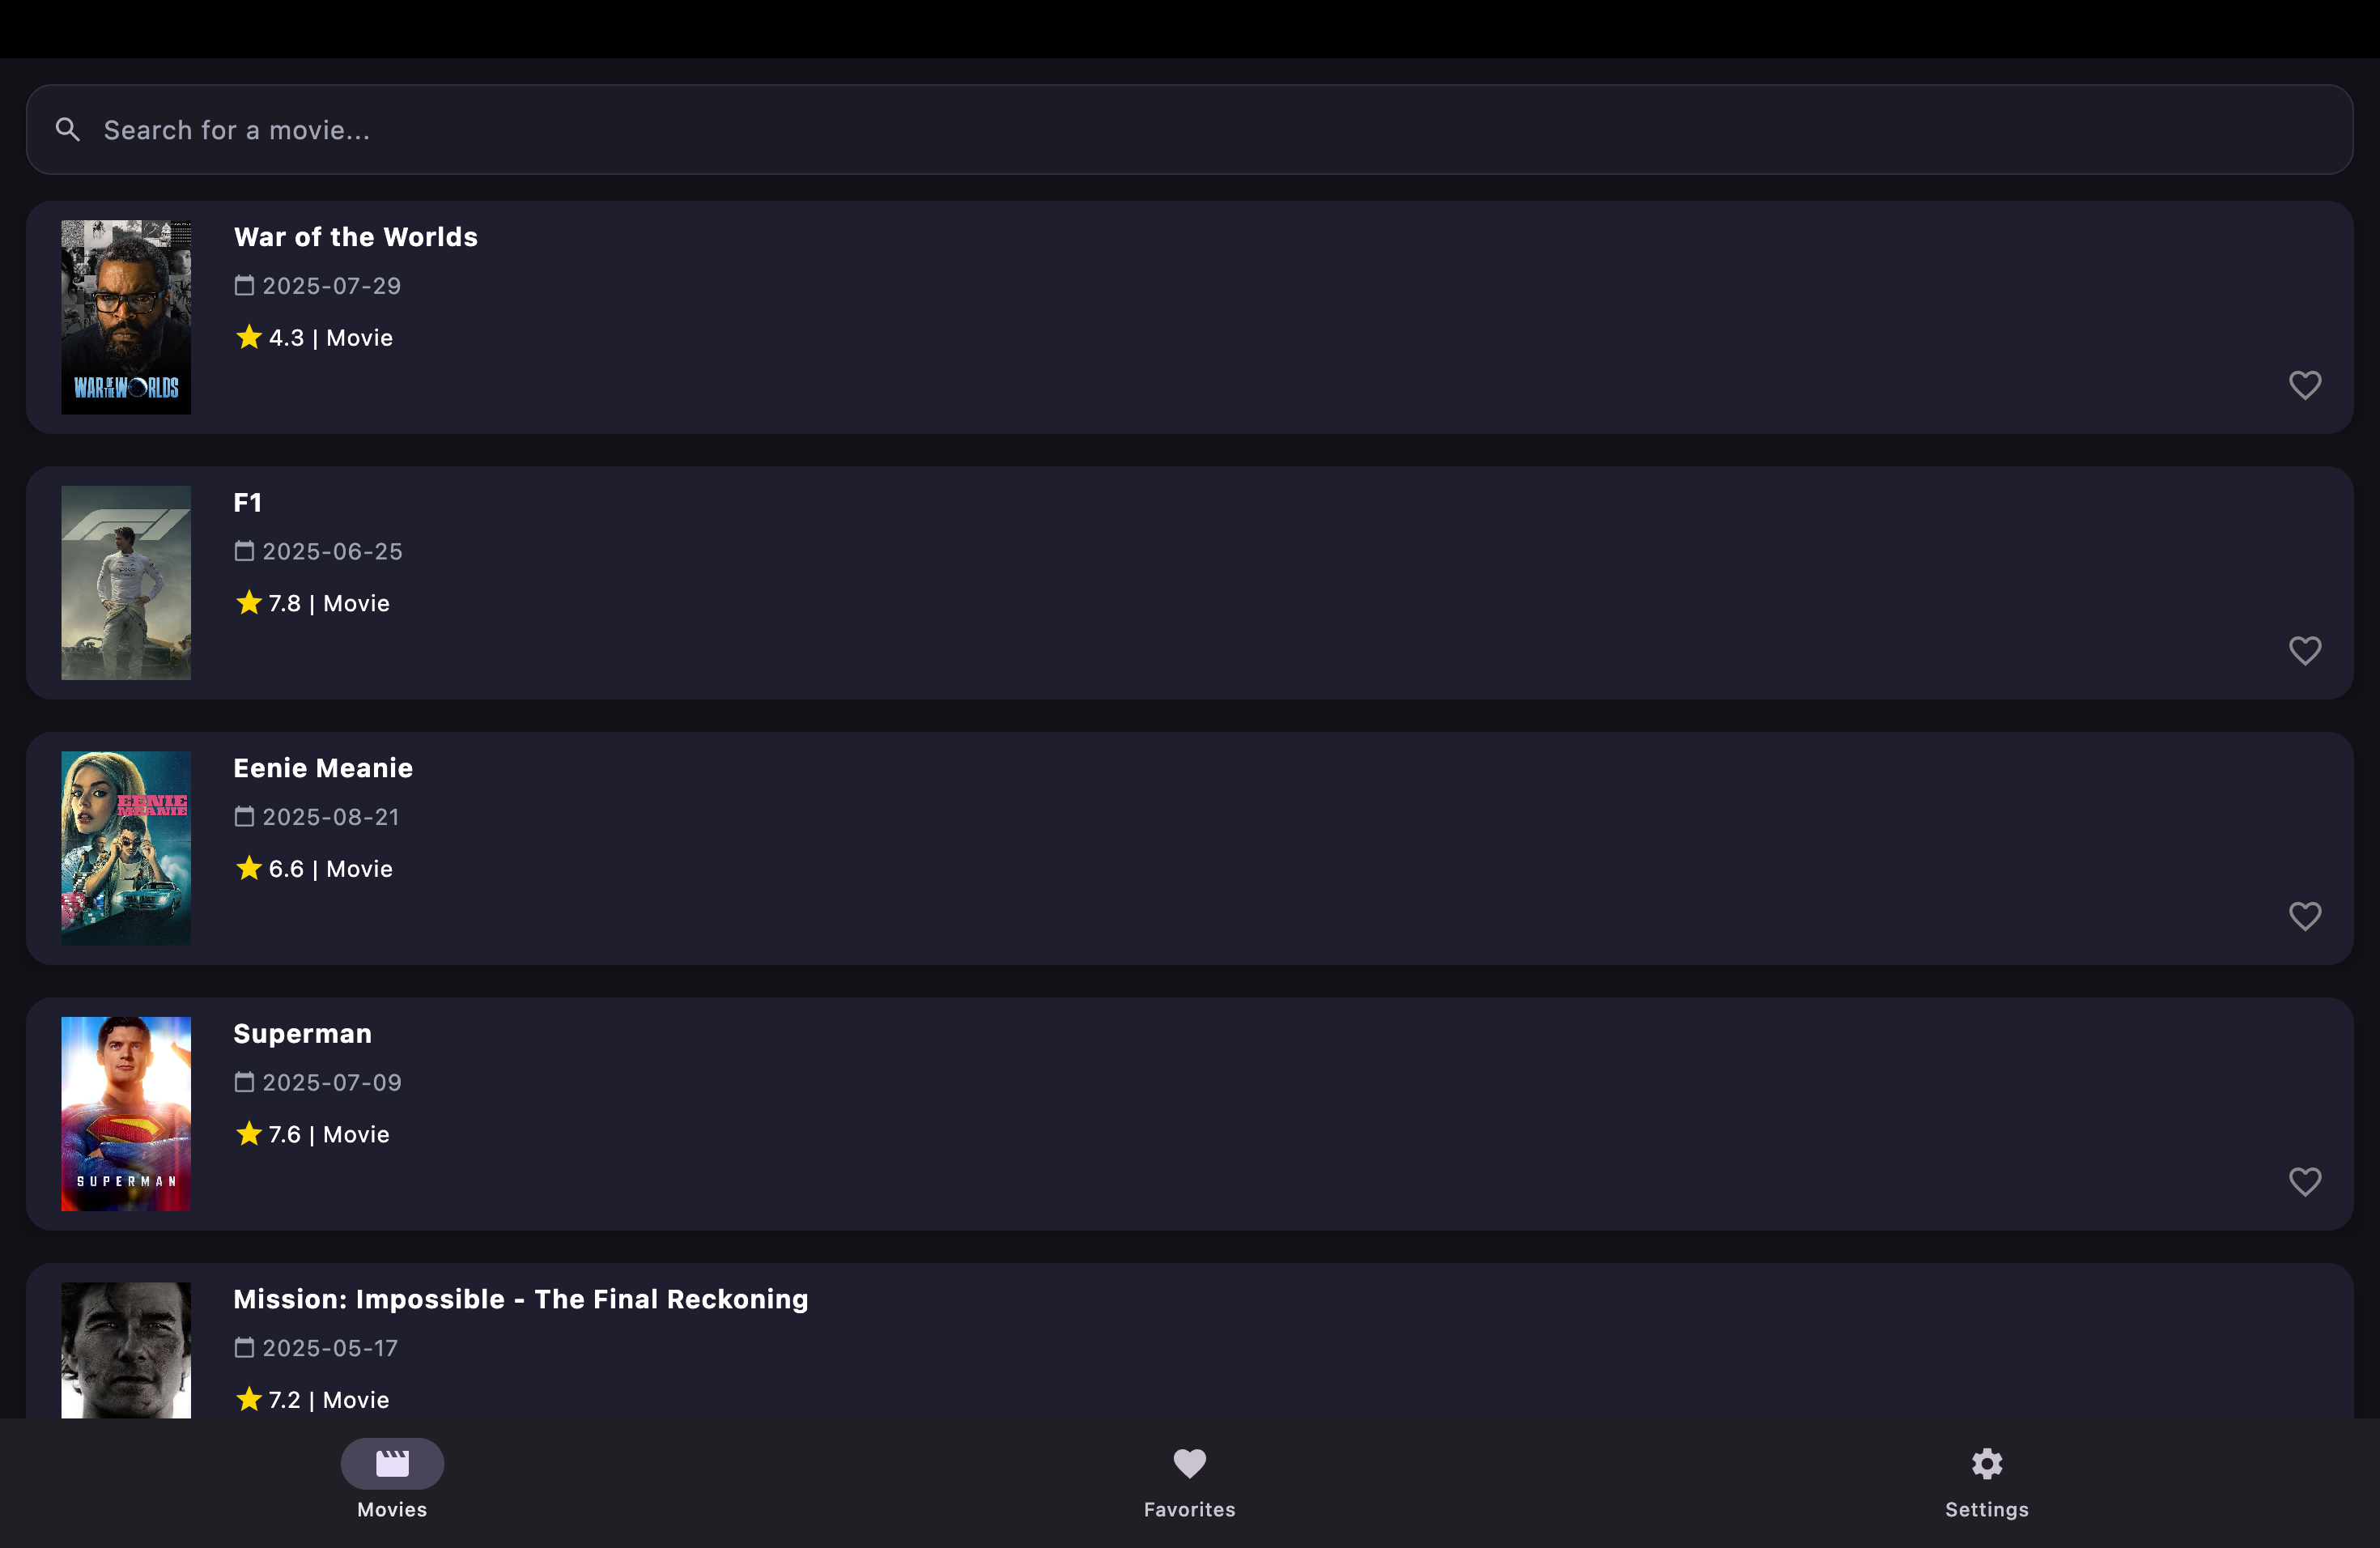 Search for a movie...
War of the Worlds
2025-07-29
4.3 | Movie
WAR OF THE WORLDS
F1
2025-06-25
7.8 | Movie
F1
Eenie Meanie
2025-08-21
6.6 | Movie
EENIE
MEANIE
Superman
2025-07-09
7.6 | Movie
SUPERMAN
Mission: Impossible - The Final Reckoning
2025-05-17
7.2 | Movie
Movies
Favorites
Settings